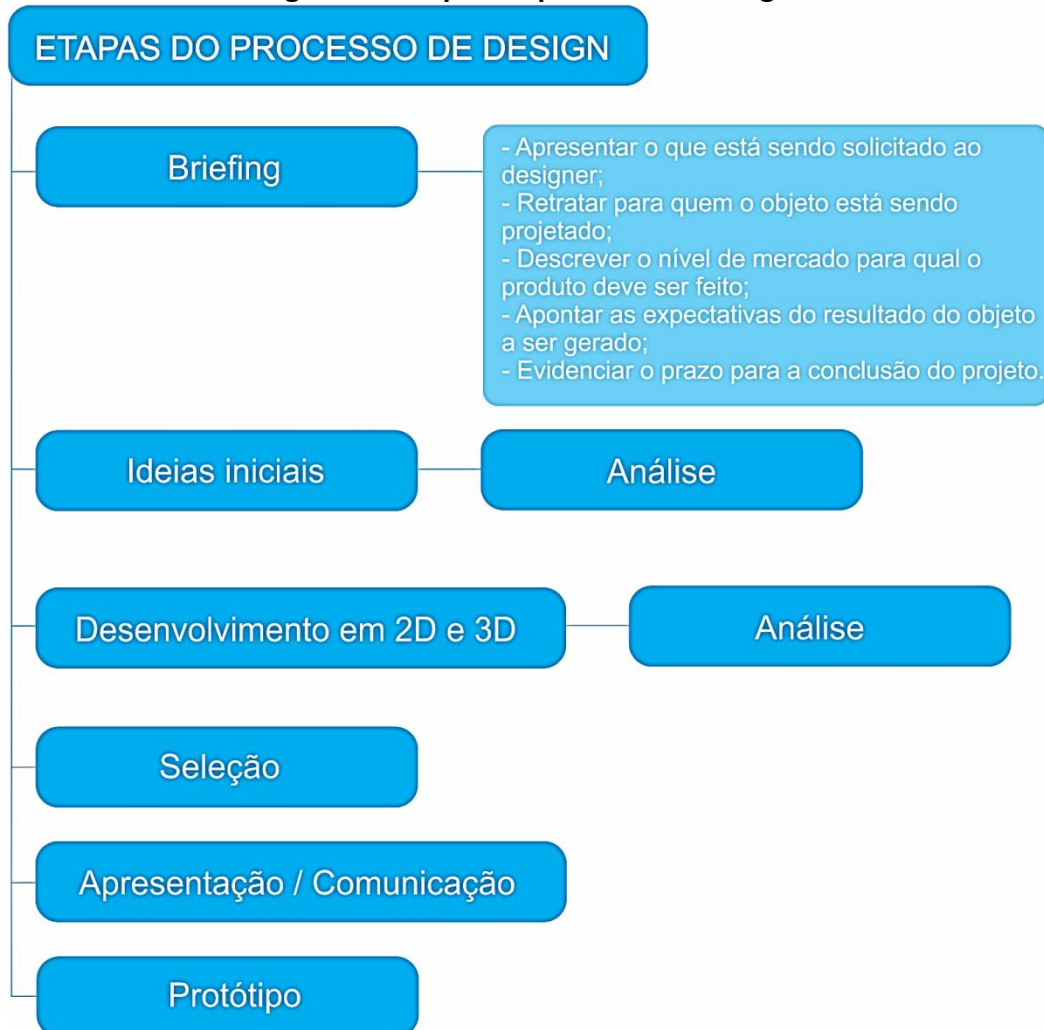 ETAPAS DO PROCESSO DE DESIGN
Briefing
- Apresentar o que está sendo solicitado ao
designer;
- Retratar para quem o objeto está sendo
projetado;
- Descrever o nível de mercado para qual o
produto deve ser feito;
- Apontar as expectativas do resultado do objeto
a ser gerado;
- Evidenciar o prazo para a conclusão do projeto.
Ideias iniciais
Análise
Desenvolvimento em 2D e 3D
Análise
Seleção
Apresentação / Comunicação
Protótipo